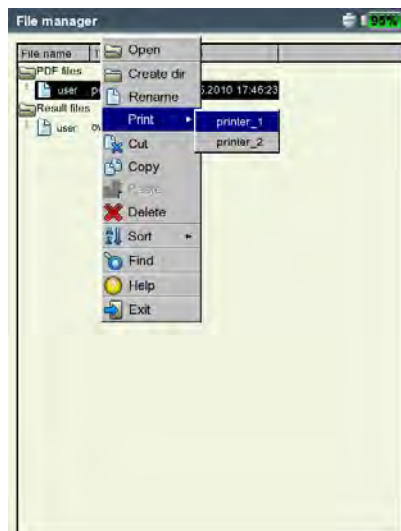 File manager 95%
File name
Open
PDF files
Create dir
user 5.2010 17:46:23
Rename
Result files
Print printer_1
user
Cut printer_2
Copy
Paste
Delete
Sort
Find
Help
Exit